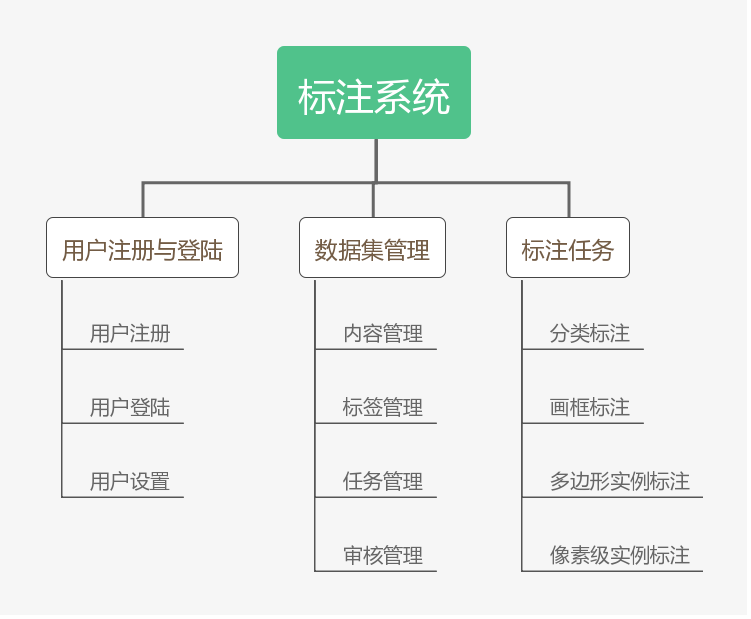 标注系统
用户注册与登陆
用户注册
用户登陆
用户设置
数据集管理
内容管理
标签管理
任务管理
审核管理
标注任务
分类标注
画框标注
多边形实例标注
像素级实例标注